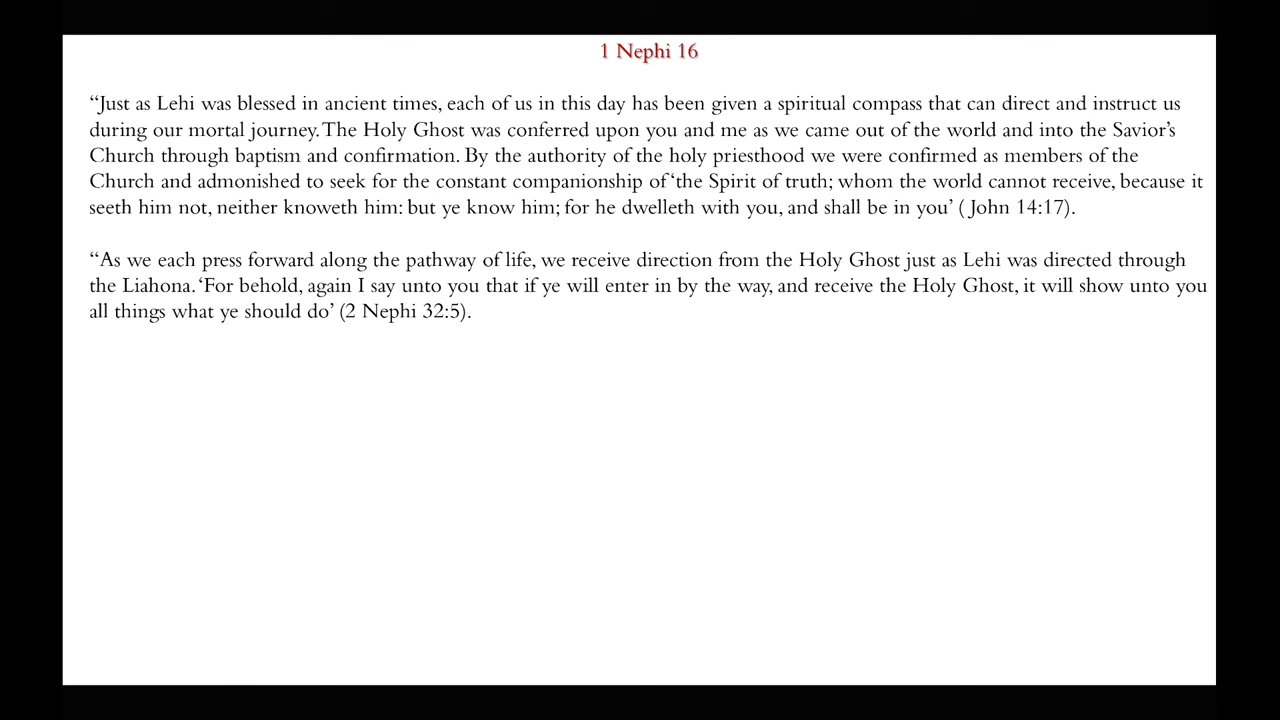 1 Nephi 16
“Just as Lehi was blessed in ancient times, each of us in this day has been given a spiritual compass that can direct and instruct us
during our mortal journey. The Holy Ghost was conferred upon you and me as we came out of the world and into the Savior’s
Church through baptism and confirmation. By the authority of the holy priesthood we were confirmed as members of the
Church and admonished to seek for the constant companionship of ‘the Spirit of truth; whom the world cannot receive, because it
seeth him not, neither knoweth him: but ye know him; for he dwelleth with you, and shall be in you’ ( John 14:17).
“As we each press forward along the pathway of life, we receive direction from the Holy Ghost just as Lehi was directed through
the Liahona. ‘For behold, again I say unto you that if ye will enter in by the way, and receive the Holy Ghost, it will show unto you
all things what ye should do’ (2 Nephi 32:5).